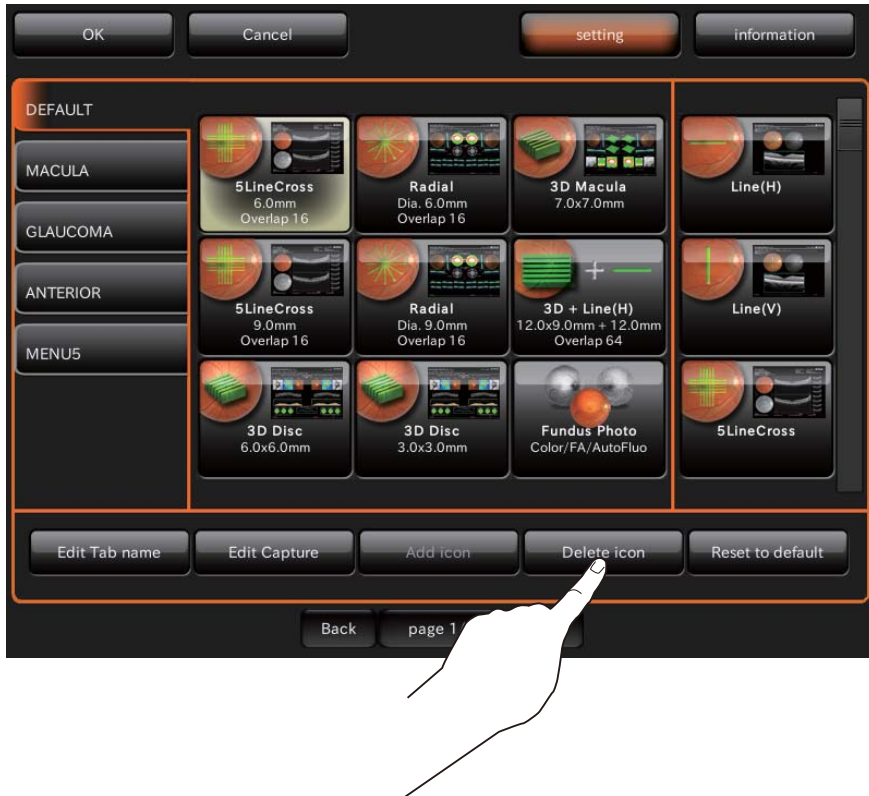 OK
Cancel
setting
information
DEFAULT
MACULA
GLAUCOMA
ANTERIOR
MENU5
5LineCross
6.0mm
Overlap 16
Radial
Dia. 6.0mm
Overlap 16
3D Macula
7.0x7.0mm
5LineCross
9.0mm
Overlap 16
Radial
Dia. 9.0mm
Overlap 16
3D + Line(H)
12.0x9.0mm + 12.0mm
Overlap 64
3D Disc
6.0x6.0mm
3D Disc
3.0x3.0mm
Fundus Photo
Color/FA/AutoFluo
Line(H)
Line(V)
5LineCross
Edit Tab name
Edit Capture
Add icon
Delete icon
Reset to default
Back
page 1